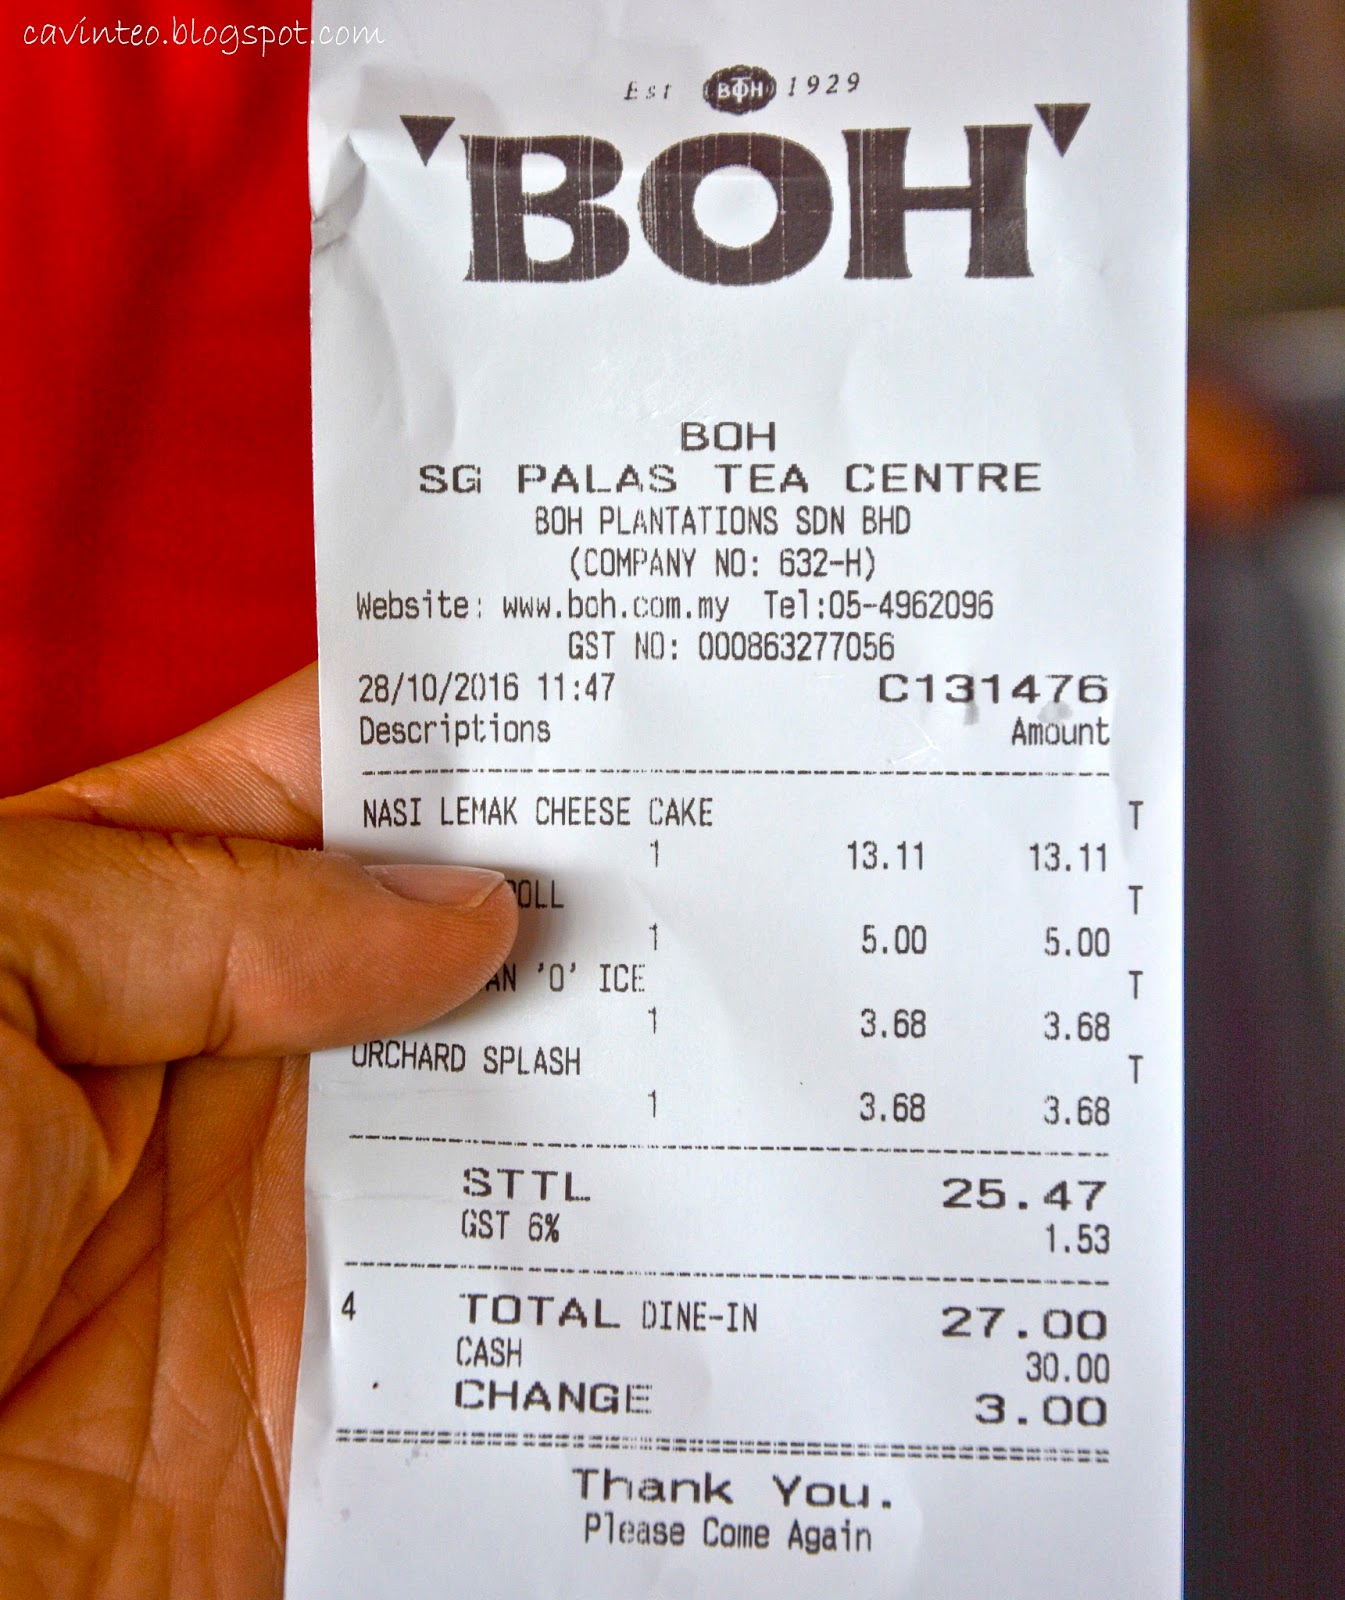 cavinteo.blogspot.com
Est BOH 1929
'BOH'
BOH
SG PALAS TEA CENTRE
BOH PLANTATIONS SDN BHD
(COMPANY NO: 632-H)
Website: www.boh.com.my Tel:05-4962096
GST NO: 000863277056
28/10/2016 11:47 C131476
Descriptions Amount
NASI LEMAK CHEESE CAKE T
1 13.11 13.11
T
1 5.00 5.00
'O' ICE T
1 3.68 3.68
ORCHARD SPLASH T
1 3.68 3.68
STTL 25.47
GST 6% 1.53
4 TOTAL DINE-IN 27.00
CASH 30.00
CHANGE 3.00
Thank You.
Please Come Again